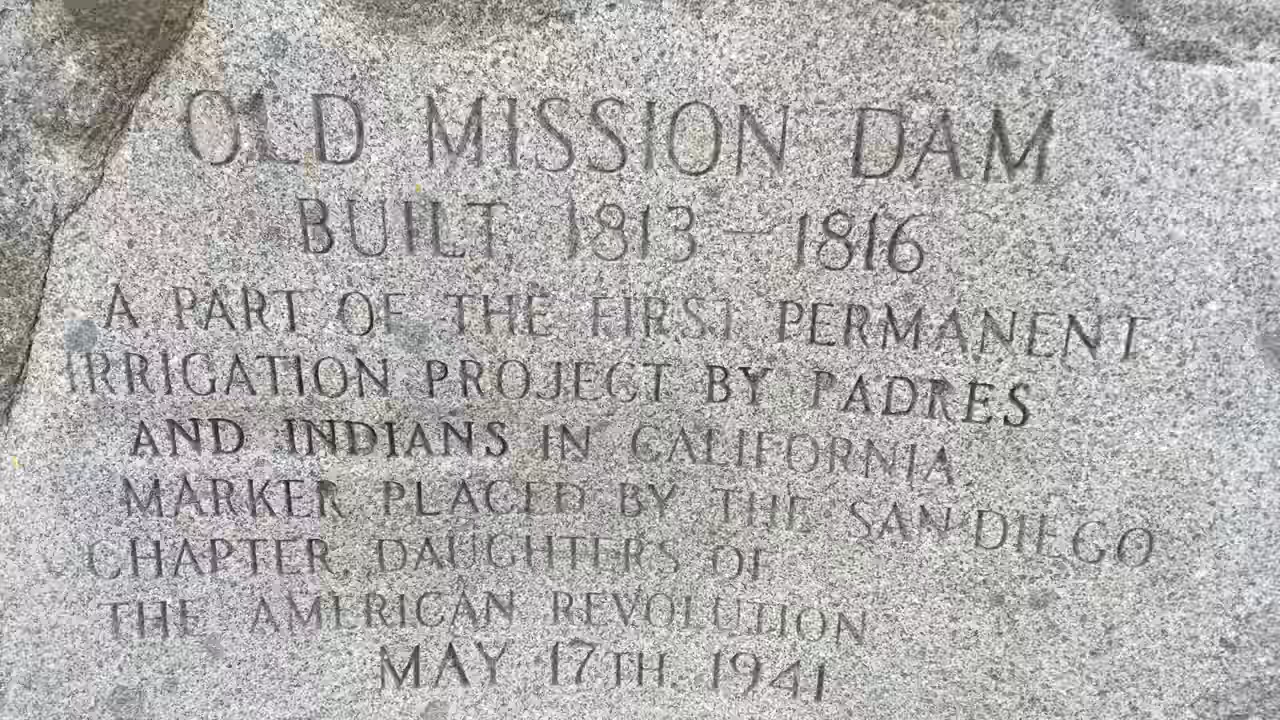 OLD MISSION DAM
BUILT 1813 — 1816
A PART OF THE FIRST PERMANENT
IRRIGATION PROJECT BY PADRES
AND INDIANS IN CALIFORNIA
MARKER PLACED BY THE SAN DIEGO
CHAPTER, DAUGHTERS OF
THE AMERICAN REVOLUTION
MAY 17TH. 1941